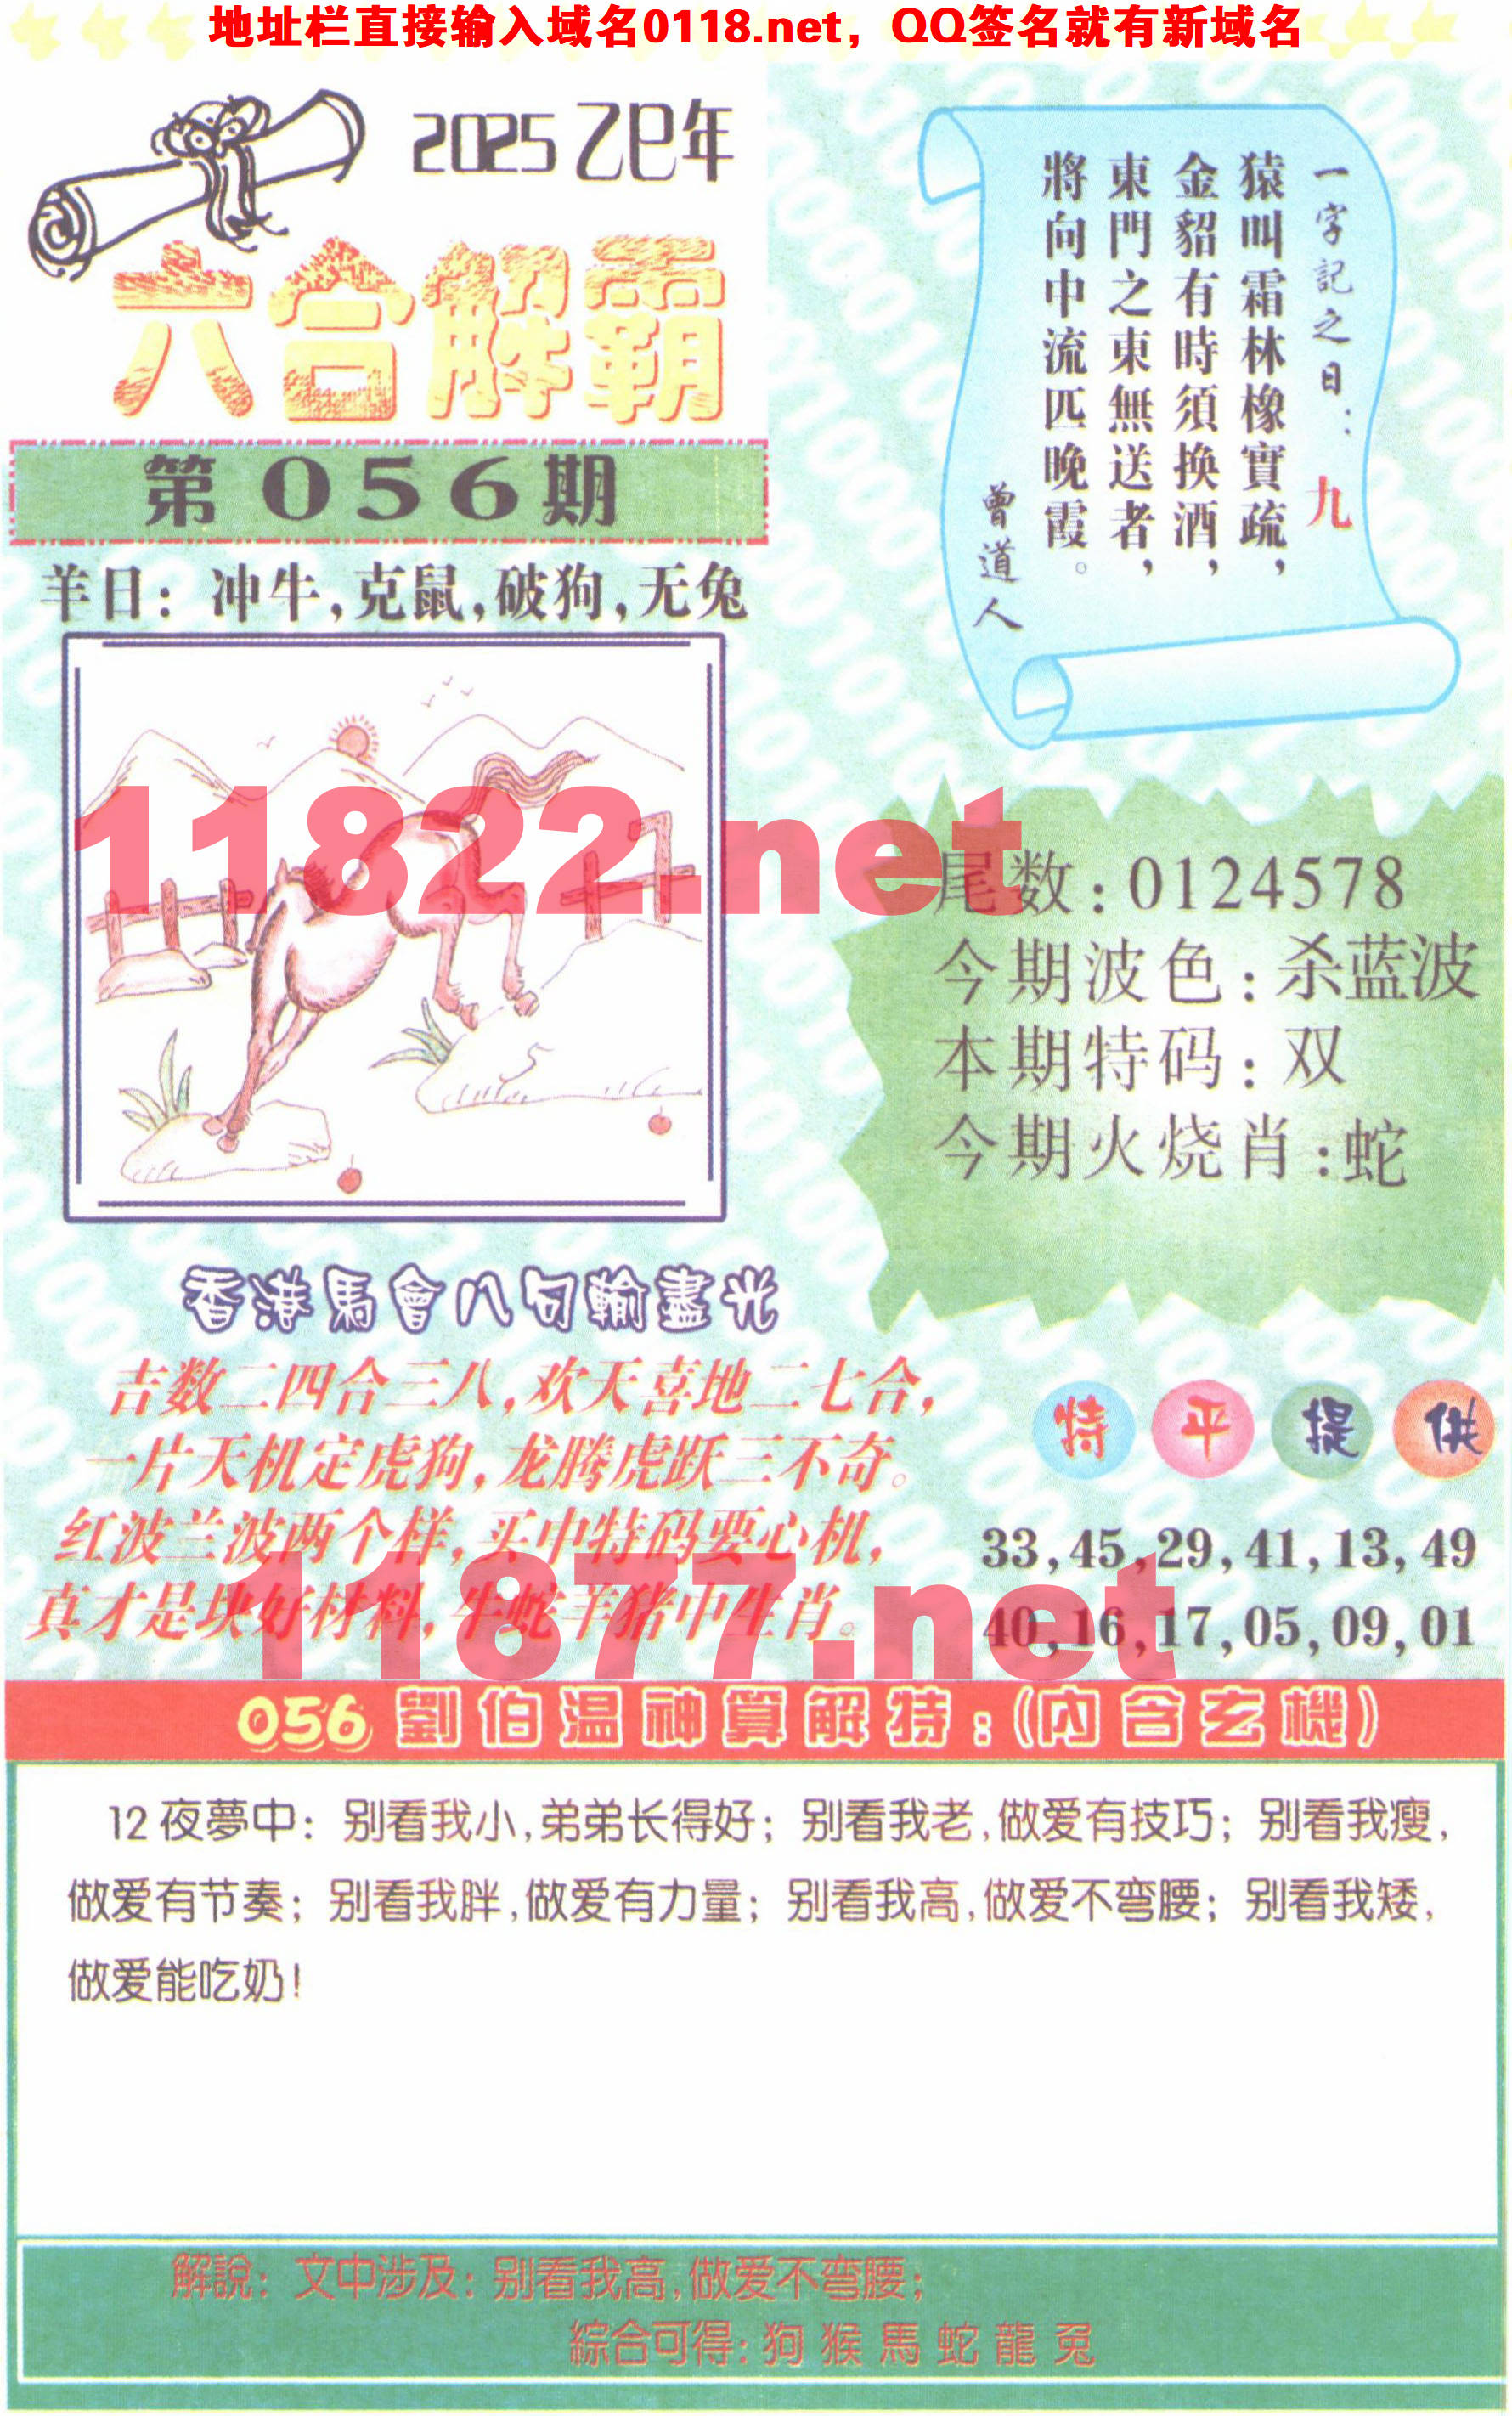 地址栏直接输入域名0118.net，QQ签名就有新域名
2025乙巳年
六合解霸
第056期
羊日：冲牛,克鼠,破狗,无兔
一字記之日：九
猿叫霜林橡實疏，
金貂有時須换酒，
東門之東無送者，
將向中流匹晚霞。
曾道人
11822.net
尾数：0124578
今期波色：杀蓝波
本期特码：双
今期火烧肖：蛇
香港馬會八句輸盡光
吉数二四合三八,欢天喜地二七合，
一片天机定虎狗,龙腾虎跃三不奇。
红波兰波两个样,买中特码要心机，
真才是块好材料,牛蛇羊猪中生肖。
特平提供
33,45,29,41,13,49
40,16,17,05,09,01
11877.net
056劉伯温神算解特：(内含玄機)
12夜夢中：别看我小,弟弟长得好；别看我老,做爱有技巧；别看我瘦，
做爱有节奏；别看我胖,做爱有力量；别看我高,做爱不弯腰；别看我矮，
做爱能吃奶！
解說：文中涉及：别看我高,做爱不弯腰；
綜合可得：狗猴馬蛇龍兔